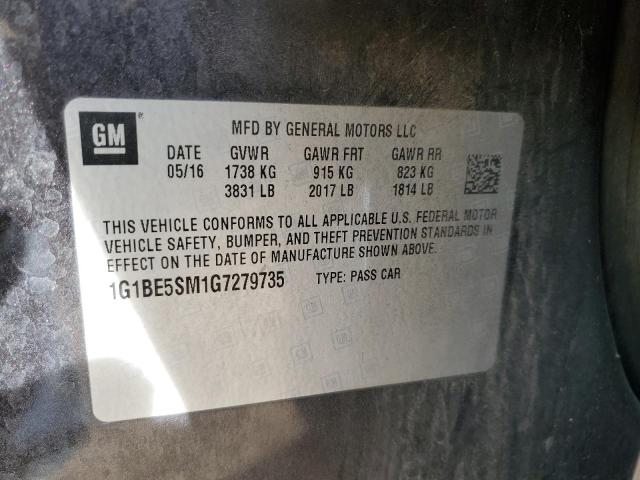 GM ®
MFD BY GENERAL MOTORS LLC
DATE GVWR GAWR FRT GAWR RR
05/16 1738 KG 915 KG 823 KG
3831 LB 2017 LB 1814 LB
THIS VEHICLE CONFORMS TO ALL APPLICABLE U.S. FEDERAL MOTOR
VEHICLE SAFETY, BUMPER, AND THEFT PREVENTION STANDARDS IN
EFFECT ON THE DATE OF MANUFACTURE SHOWN ABOVE.
1G1BE5SM1G7279735 TYPE: PASS CAR